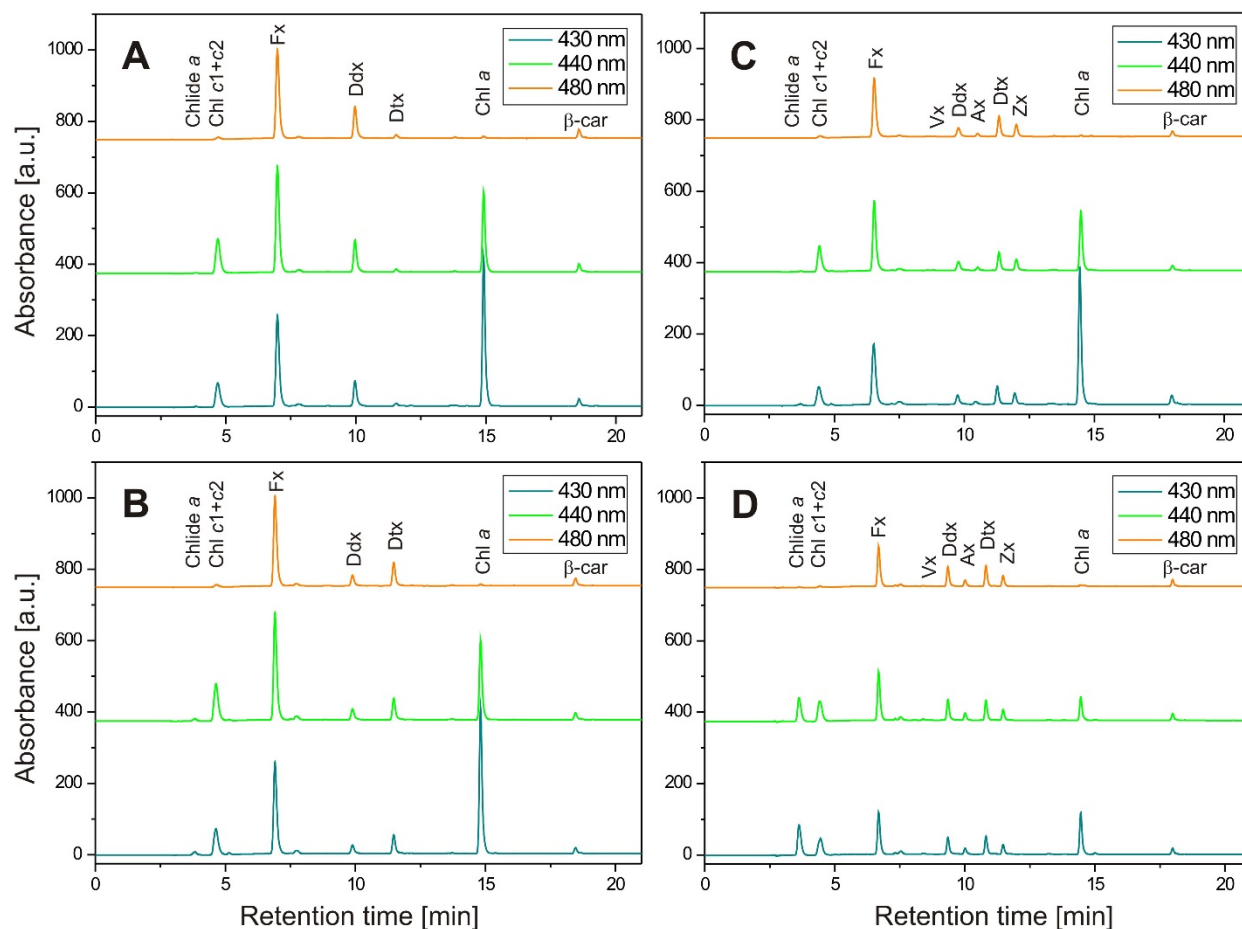 A
Chlide a
Chl c1+c2
Fx
Ddx
Dtx
Chl a
β-car
430 nm
440 nm
480 nm
Absorbance [a.u.]
1000
800
600
400
200
0
0
5
10
15
20
C
Chlide a
Chl c1+c2
Fx
Vx
Ddx
Ax
Dtx
Zx
Chl a
β-car
430 nm
440 nm
480 nm
1000
800
600
400
200
0
0
5
10
15
20
B
Chlide a
Chl c1+c2
Fx
Ddx
Dtx
Chl a
β-car
430 nm
440 nm
480 nm
Absorbance [a.u.]
1000
800
600
400
200
0
0
5
10
15
20
Retention time [min]
D
Chlide a
Chl c1+c2
Fx
Vx
Ddx
Ax
Dtx
Zx
Chl a
β-car
430 nm
440 nm
480 nm
1000
800
600
400
200
0
0
5
10
15
20
Retention time [min]